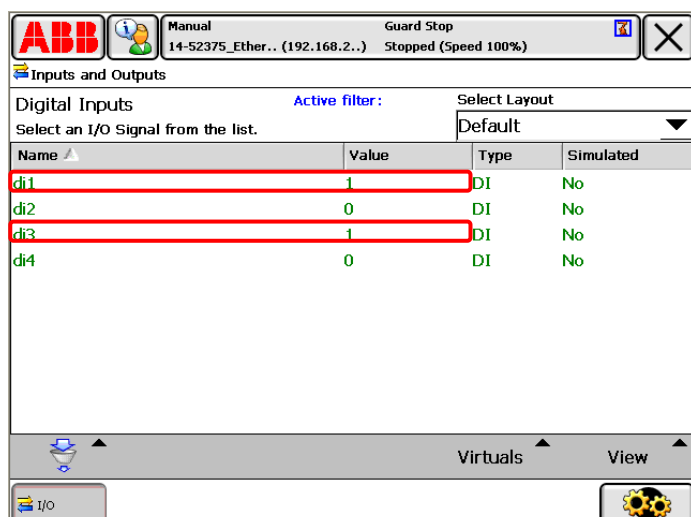 ABB
Manual
Guard Stop
14-52375_Ether.. (192.168.2..)
Stopped (Speed 100%)
Inputs and Outputs
Digital Inputs
Active filter:
Select Layout
Select an I/O Signal from the list.
Default
Name Value Type Simulated
di1 1 DI No
di2 0 DI No
di3 1 DI No
di4 0 DI No
Virtuals View
I/O